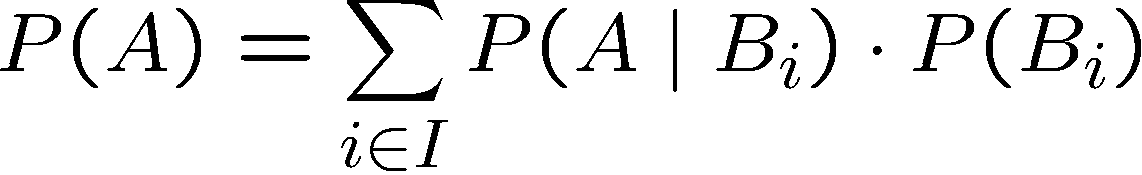 P(A) = ∑_{i∈I} P(A | B_i) · P(B_i)